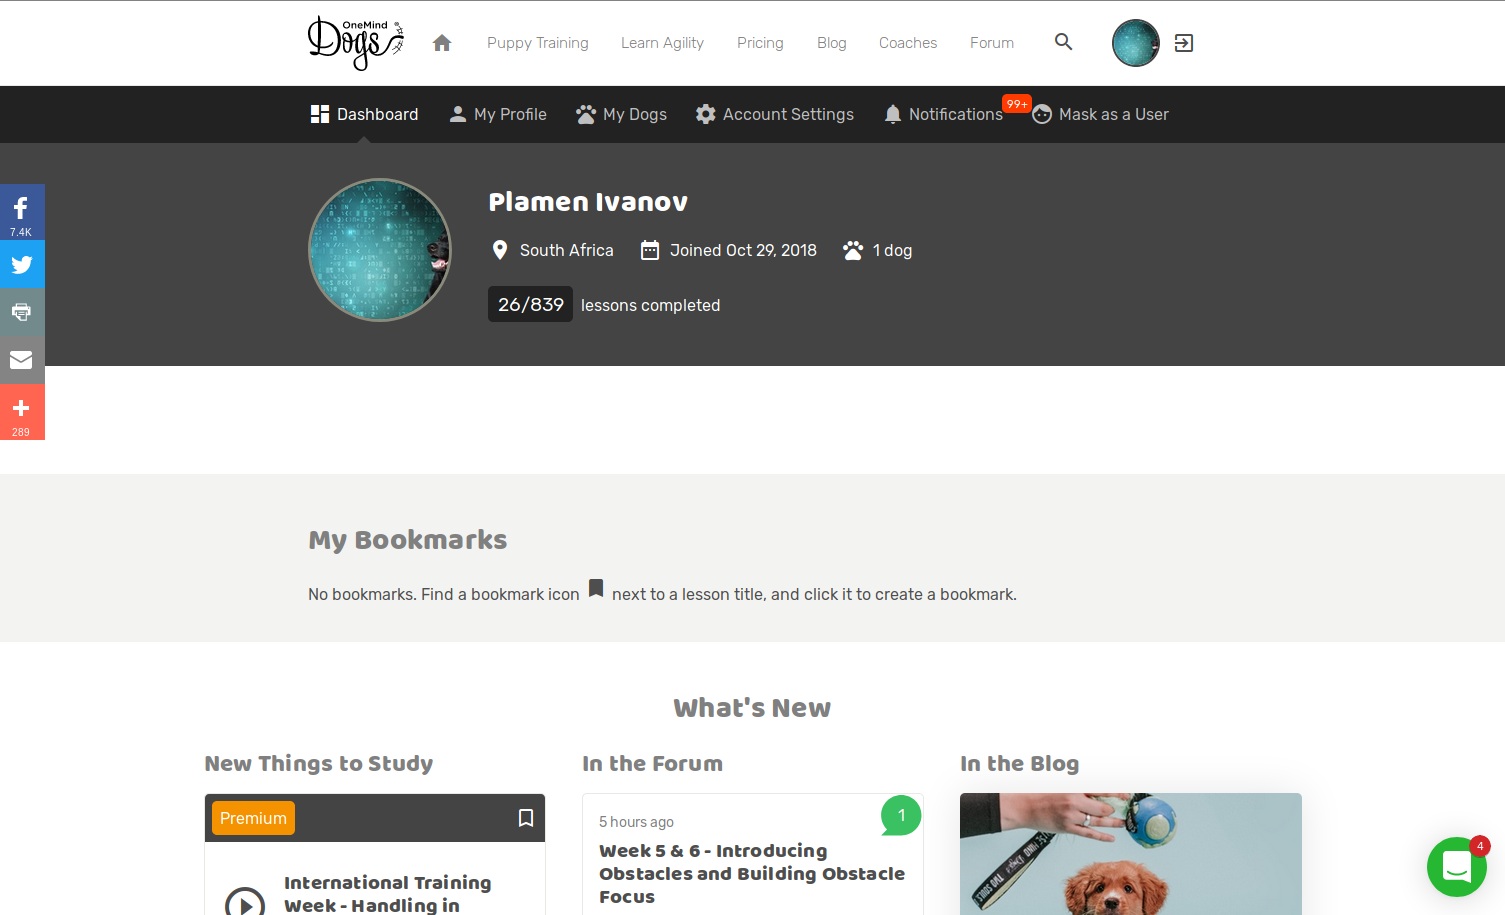 OneMind
Dogs
Puppy Training
Learn Agility
Pricing
Blog
Coaches
Forum
Dashboard
My Profile
My Dogs
Account Settings
Notifications
99+
Mask as a User
7.4K
289
Plamen Ivanov
South Africa
Joined Oct 29, 2018
1 dog
26/839 lessons completed
My Bookmarks
No bookmarks. Find a bookmark icon next to a lesson title, and click it to create a bookmark.
What's New
New Things to Study
Premium
International Training
Week - Handling in
In the Forum
1
5 hours ago
Week 5 & 6 - Introducing
Obstacles and Building Obstacle
Focus
In the Blog
4